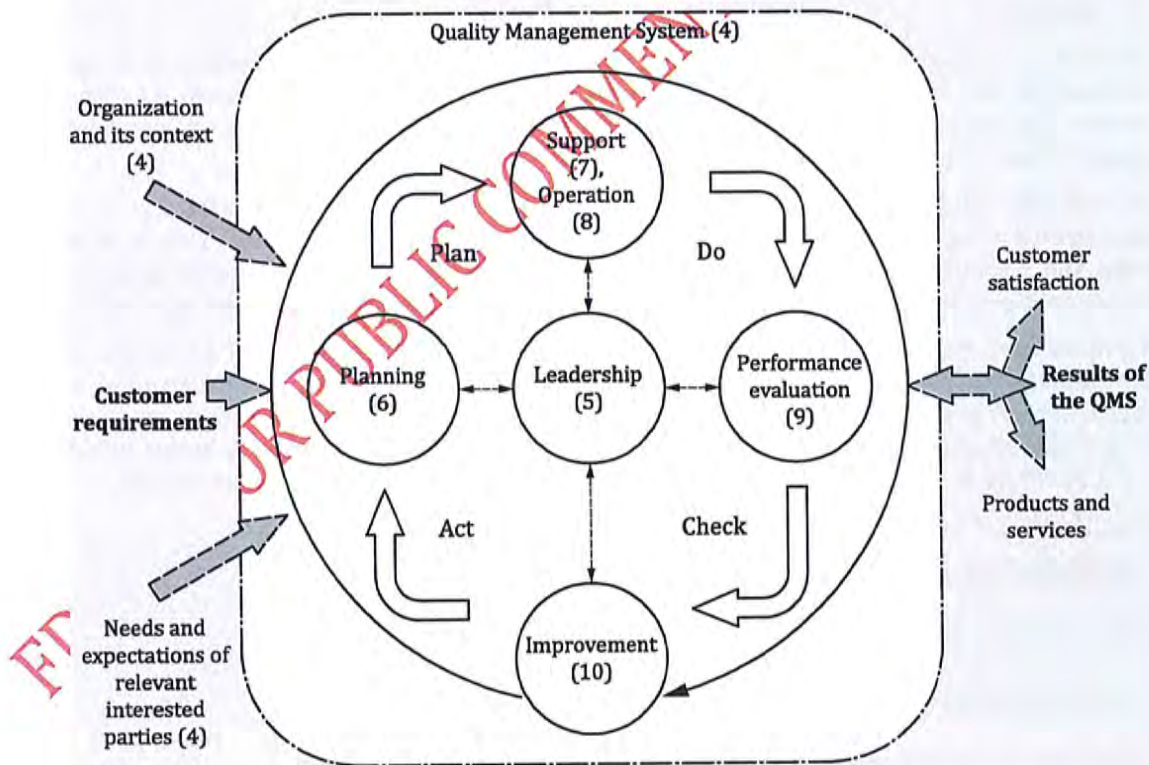 Quality Management System (4)
Organization
and its context
(4)
Support
(7),
Operation
(8)
Plan
Do
Customer
satisfaction
Planning
(6)
Leadership
(5)
Performance
evaluation
(9)
Customer
requirements
Results of
the QMS
Act
Check
Products and
services
Improvement
(10)
Needs and
expectations of
relevant
interested
parties (4)
PUBLIC COMMEN